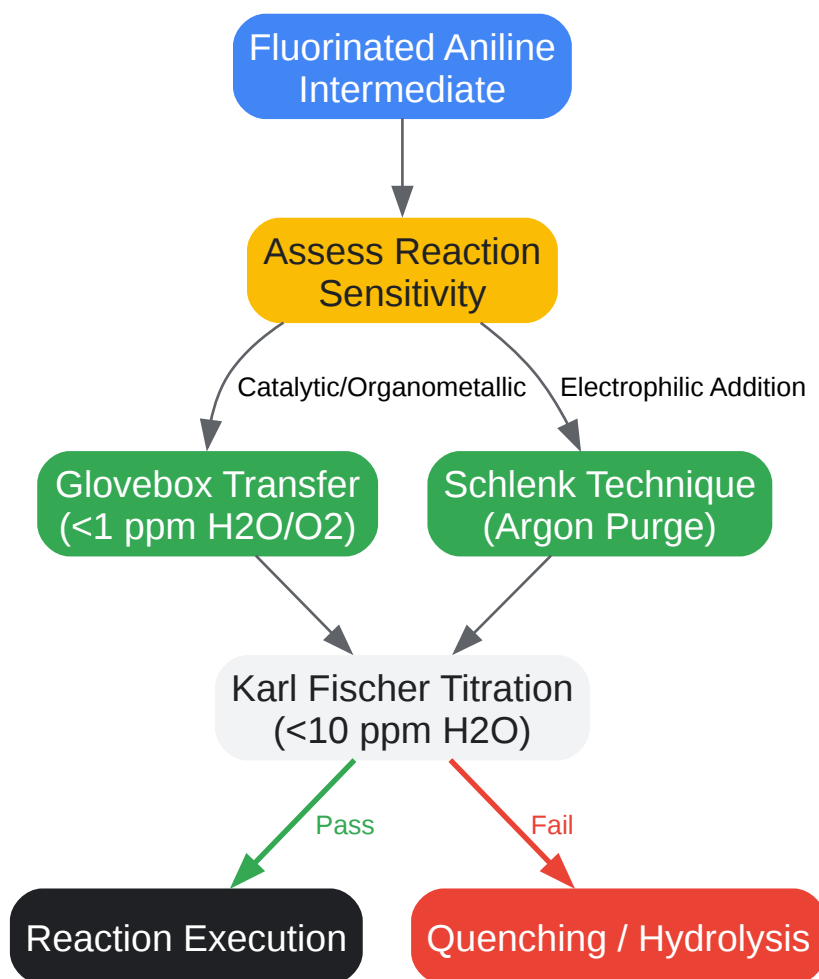 Fluorinated Aniline
Intermediate
Assess Reaction
Sensitivity
Catalytic/Organometallic
Electrophilic Addition
Glovebox Transfer
(<1 ppm H2O/O2)
Schlenk Technique
(Argon Purge)
Karl Fischer Titration
(<10 ppm H2O)
Pass
Fail
Reaction Execution
Quenching / Hydrolysis